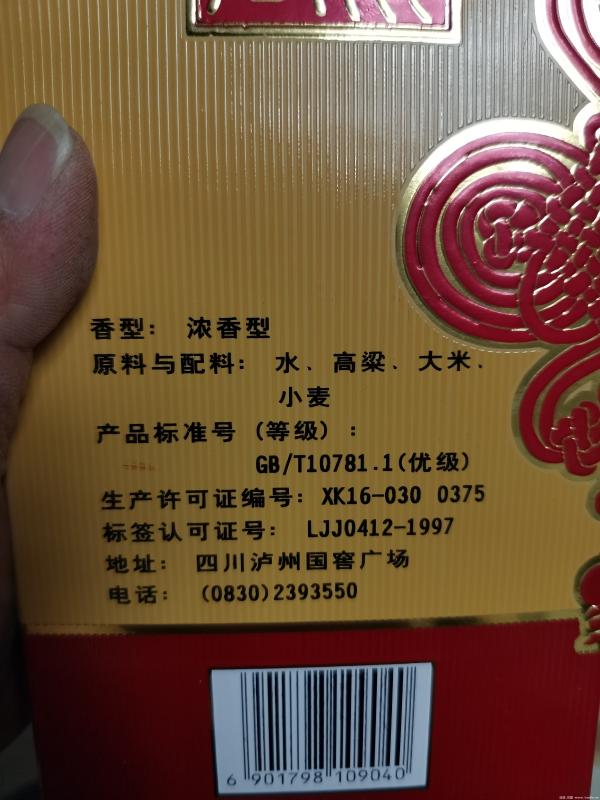 香型： 浓香型
原料与配料： 水、高粱、大米、
小麦
产品标准号（等级）：
GB/T10781.1(优级)
生产许可证编号：XK16-030 0375
标签认可证号： LJJ0412-1997
地址： 四川泸州国窖广场
电话： (0830)2393550
6 901798 109040